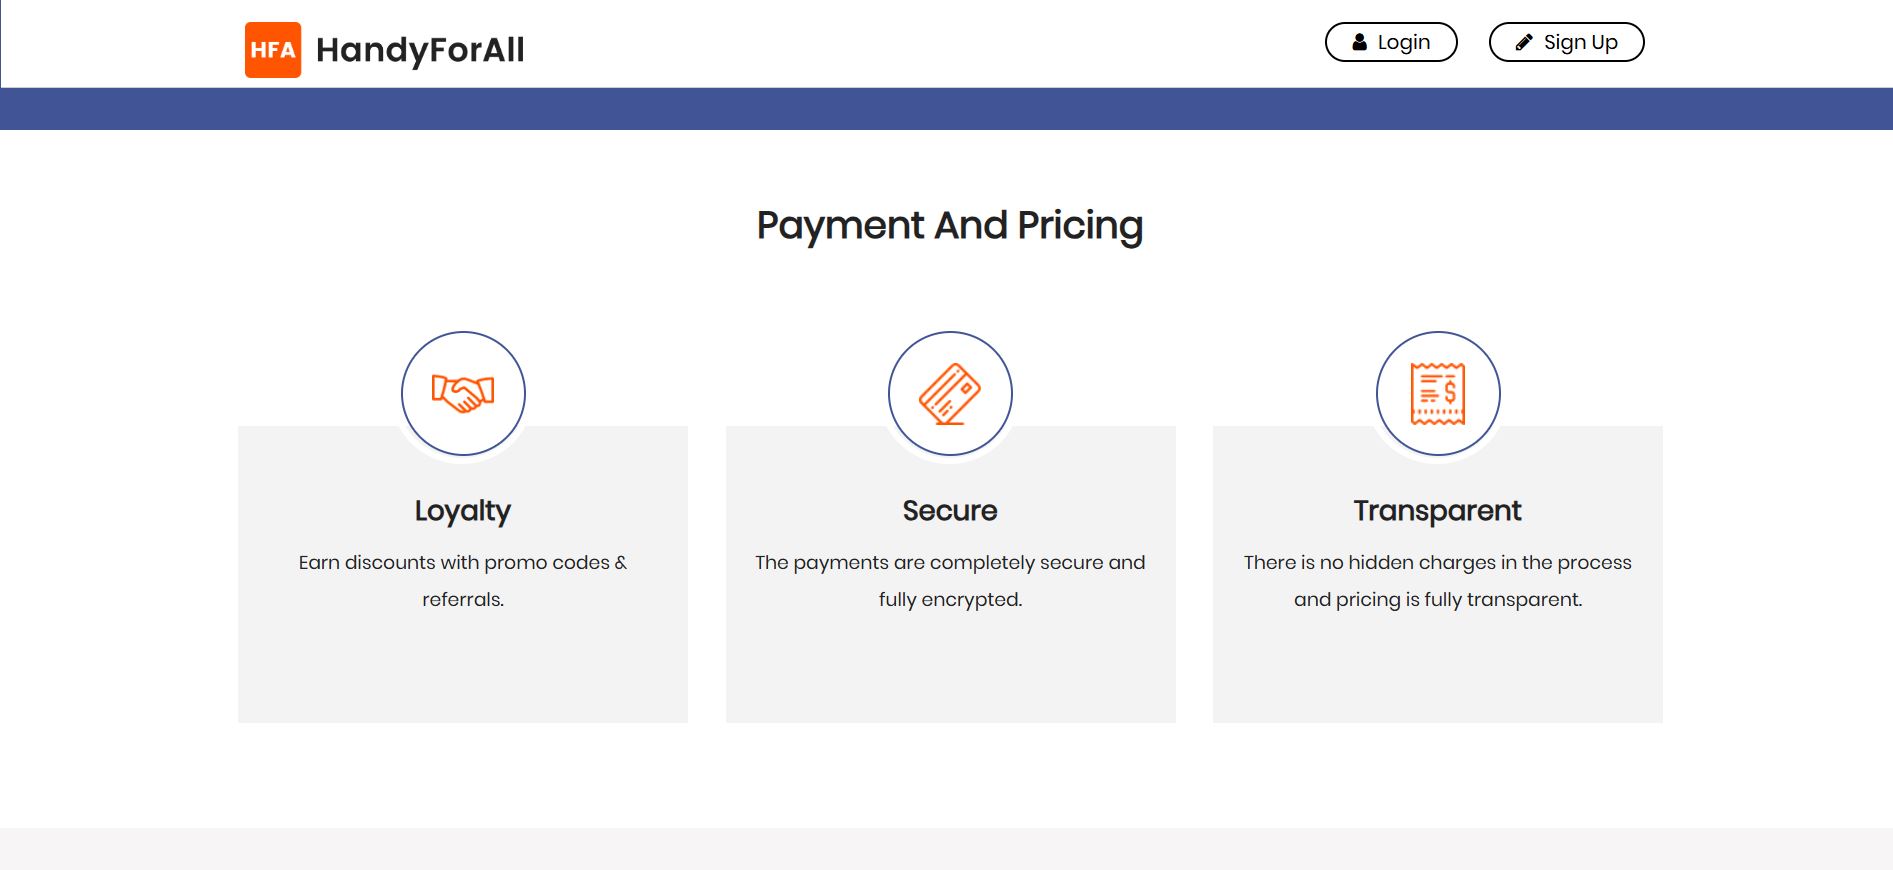 HFA HandyForAll
Login
Sign Up
Payment And Pricing
Loyalty
Earn discounts with promo codes &
referrals.
Secure
The payments are completely secure and
fully encrypted.
$
Transparent
There is no hidden charges in the process
and pricing is fully transparent.